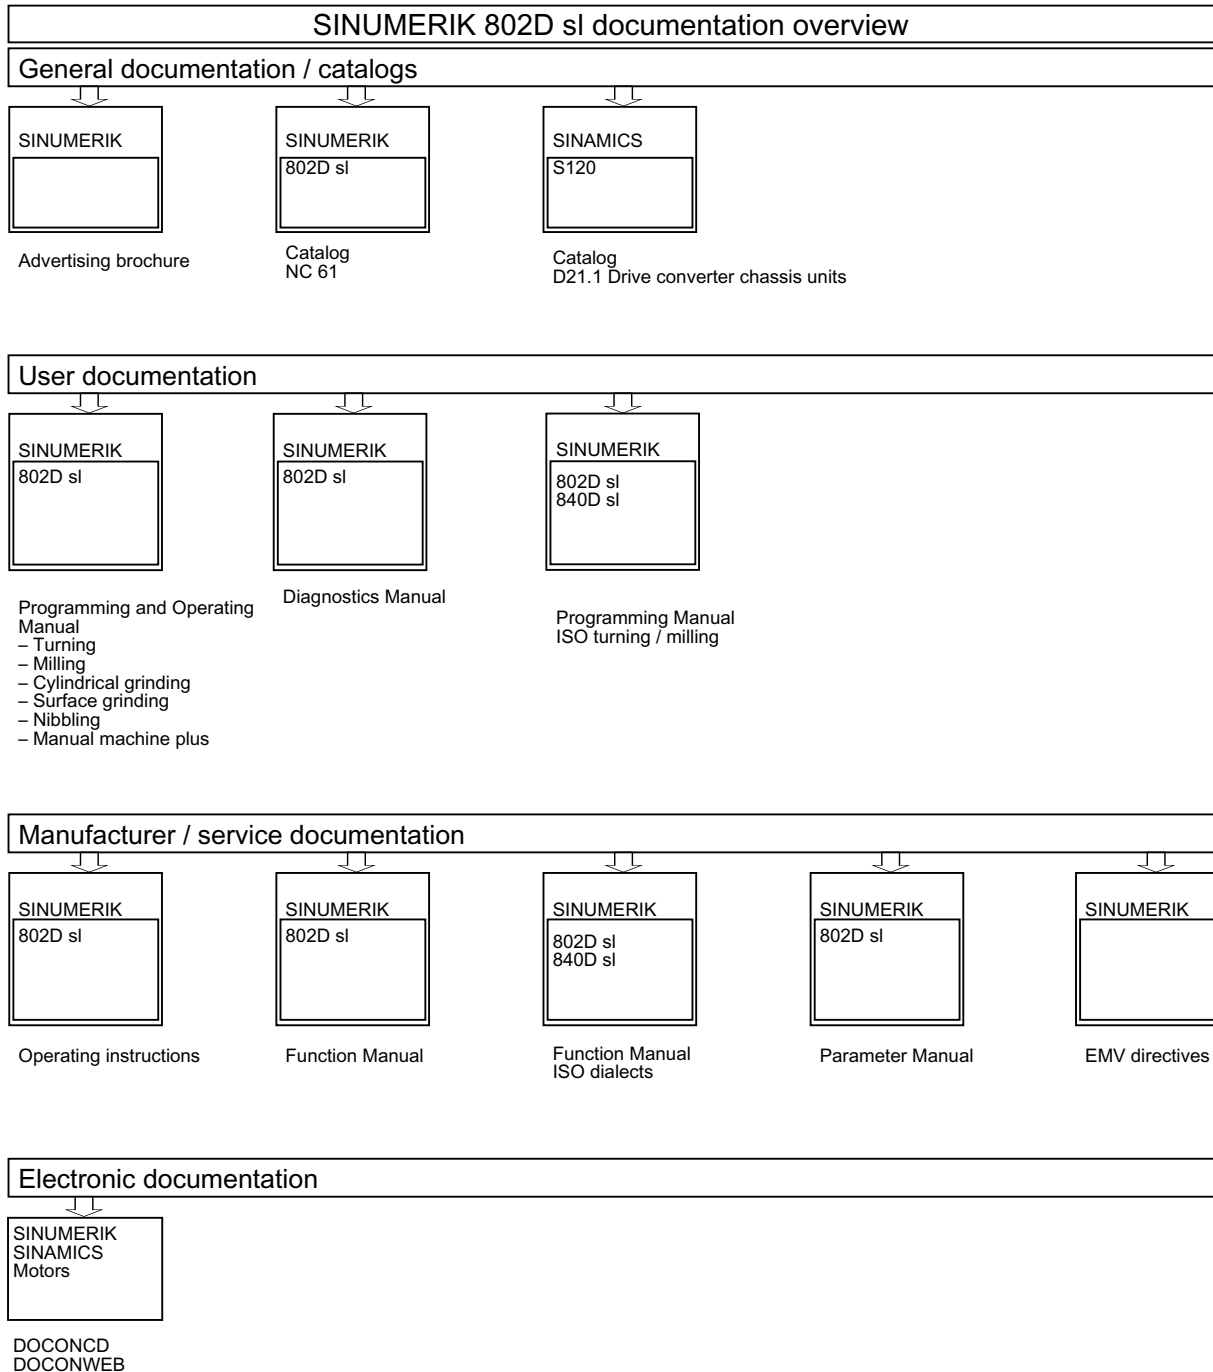 SINUMERIK 802D sl documentation overview
General documentation / catalogs
SINUMERIK
Advertising brochure
SINUMERIK
802D sl
Catalog
NC 61
SINAMICS
S120
Catalog
D21.1 Drive converter chassis units
User documentation
SINUMERIK
802D sl
Programming and Operating
Manual
– Turning
– Milling
– Cylindrical grinding
– Surface grinding
– Nibbling
– Manual machine plus
SINUMERIK
802D sl
Diagnostics Manual
SINUMERIK
802D sl
840D sl
Programming Manual
ISO turning / milling
Manufacturer / service documentation
SINUMERIK
802D sl
Operating instructions
SINUMERIK
802D sl
Function Manual
SINUMERIK
802D sl
840D sl
Function Manual
ISO dialects
SINUMERIK
802D sl
Parameter Manual
SINUMERIK
EMV directives
Electronic documentation
SINUMERIK
SINAMICS
Motors
DOCONCD
DOCONWEB